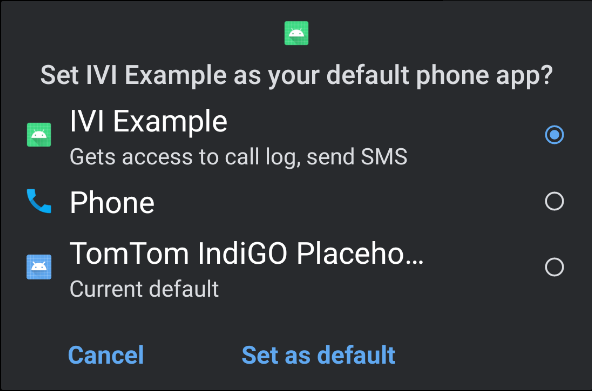 Set IVI Example as your default phone app?
IVI Example
Gets access to call log, send SMS
Phone
TomTom IndiGO Placeho...
Current default
Cancel
Set as default